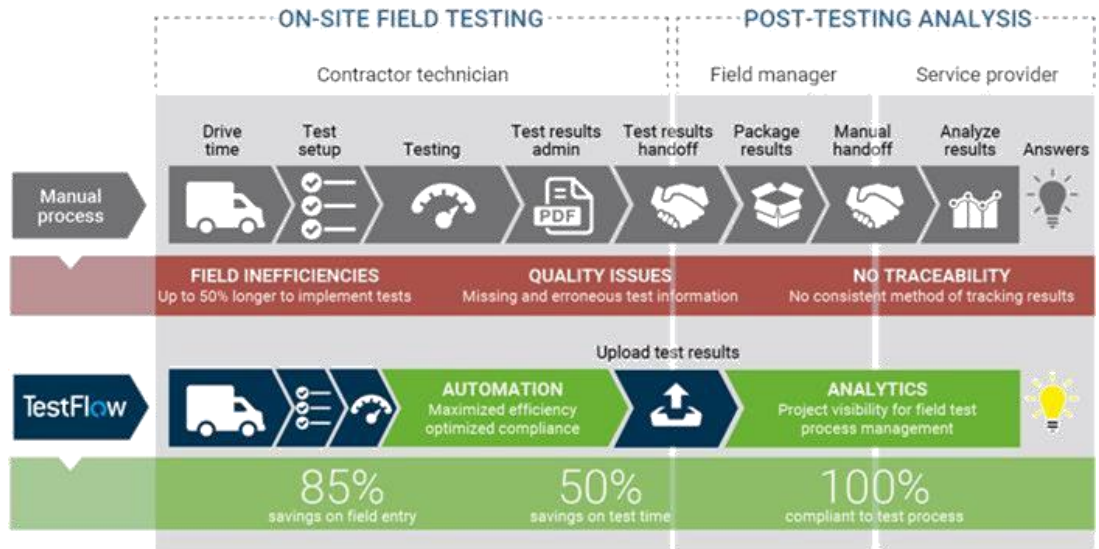 ON-SITE FIELD TESTING
POST-TESTING ANALYSIS
Contractor technician
Field manager
Service provider
Drive
time
Test
setup
Testing
Test results
admin
Test results
handoff
Package
results
Manual
handoff
Analyze
results
Answers
Manual
process
PDF
FIELD INEFFICIENCIES
Up to 50% longer to implement tests
QUALITY ISSUES
Missing and erroneous test information
NO TRACEABILITY
No consistent method of tracking results
Upload test results
TestFlow
AUTOMATION
Maximized efficiency
optimized compliance
ANALYTICS
Project visibility for field test
process management
85%
savings on field entry
50%
savings on test time
100%
compliant to test process